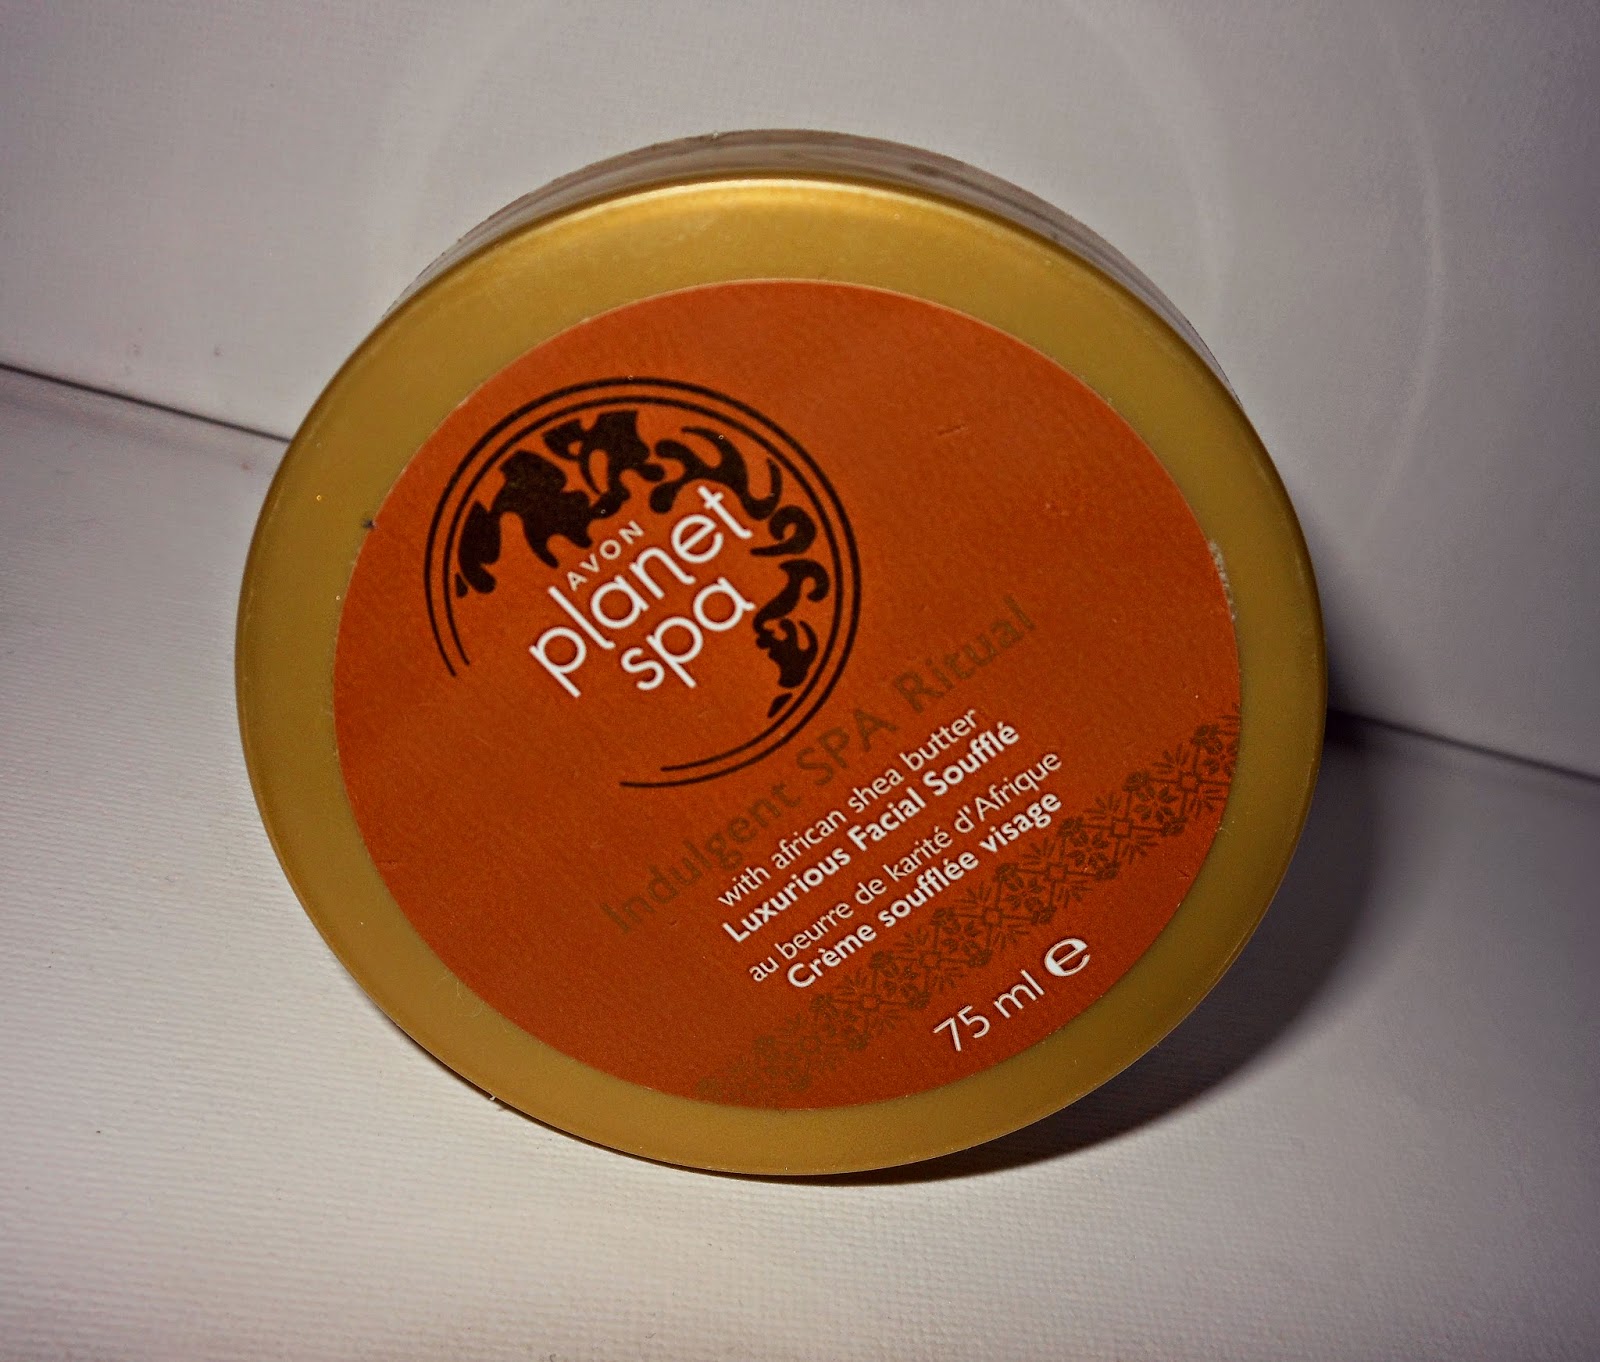 AVON
planet
spa
Indulgent SPA Ritual
with african shea butter
Luxurious Facial Soufflé
au beurre de karité d'Afrique
Crème soufflée visage
75 ml e